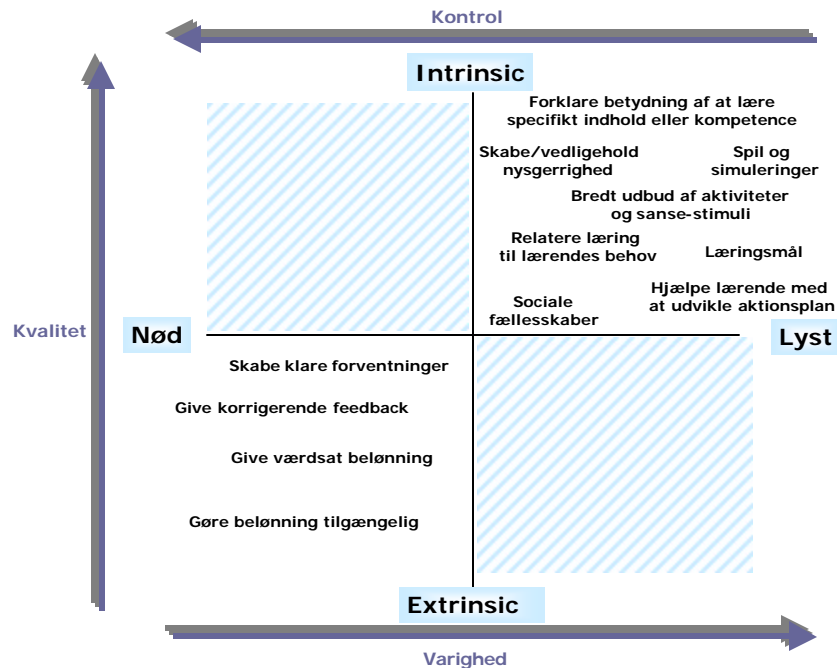 Kontrol
Intrinsic
Forklare betydning af at lære
specifikt indhold eller kompetence
Skabe/vedligehold
nysgerrighed
Spil og
simuleringer
Bredt udbud af aktiviteter
og sanse-stimuli
Relatere læring
til lærendes behov
Læringsmål
Sociale
fællesskaber
Hjælpe lærende med
at udvikle aktionsplan
Kvalitet
Nød
Lyst
Skabe klare forventninger
Give korrigerende feedback
Give værdsat belønning
Gøre belønning tilgængelig
Extrinsic
Varighed